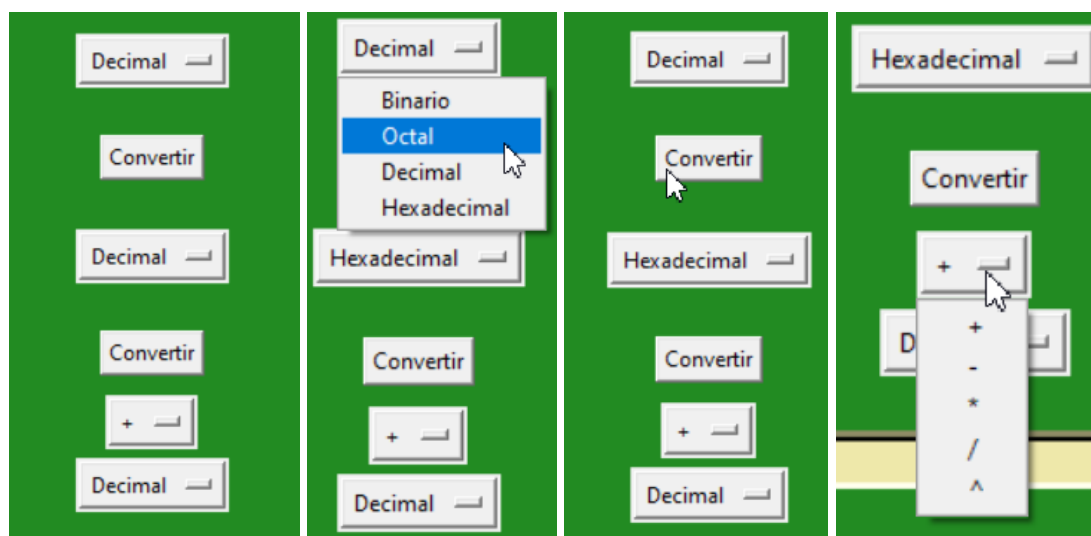 Decimal
Convertir
Decimal
Convertir
+
Decimal
Decimal
Binario
Octal
Decimal
Hexadecimal
Hexadecimal
Convertir
+
Decimal
Decimal
Convertir
Hexadecimal
Convertir
+
Decimal
Hexadecimal
Convertir
+
+
D
-
*
/
^